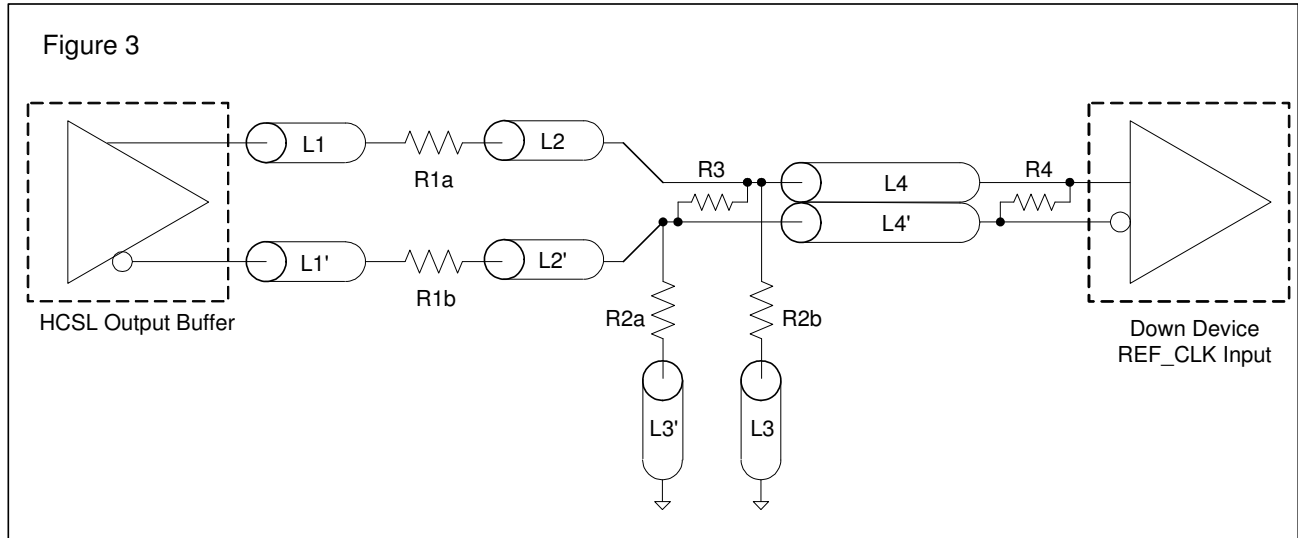 Figure 3
L1
R1a
L2
R3
L4
R4
L4'
L1'
R1b
L2'
HCSL Output Buffer
R2a
R2b
Down Device
REF_CLK Input
L3'
L3